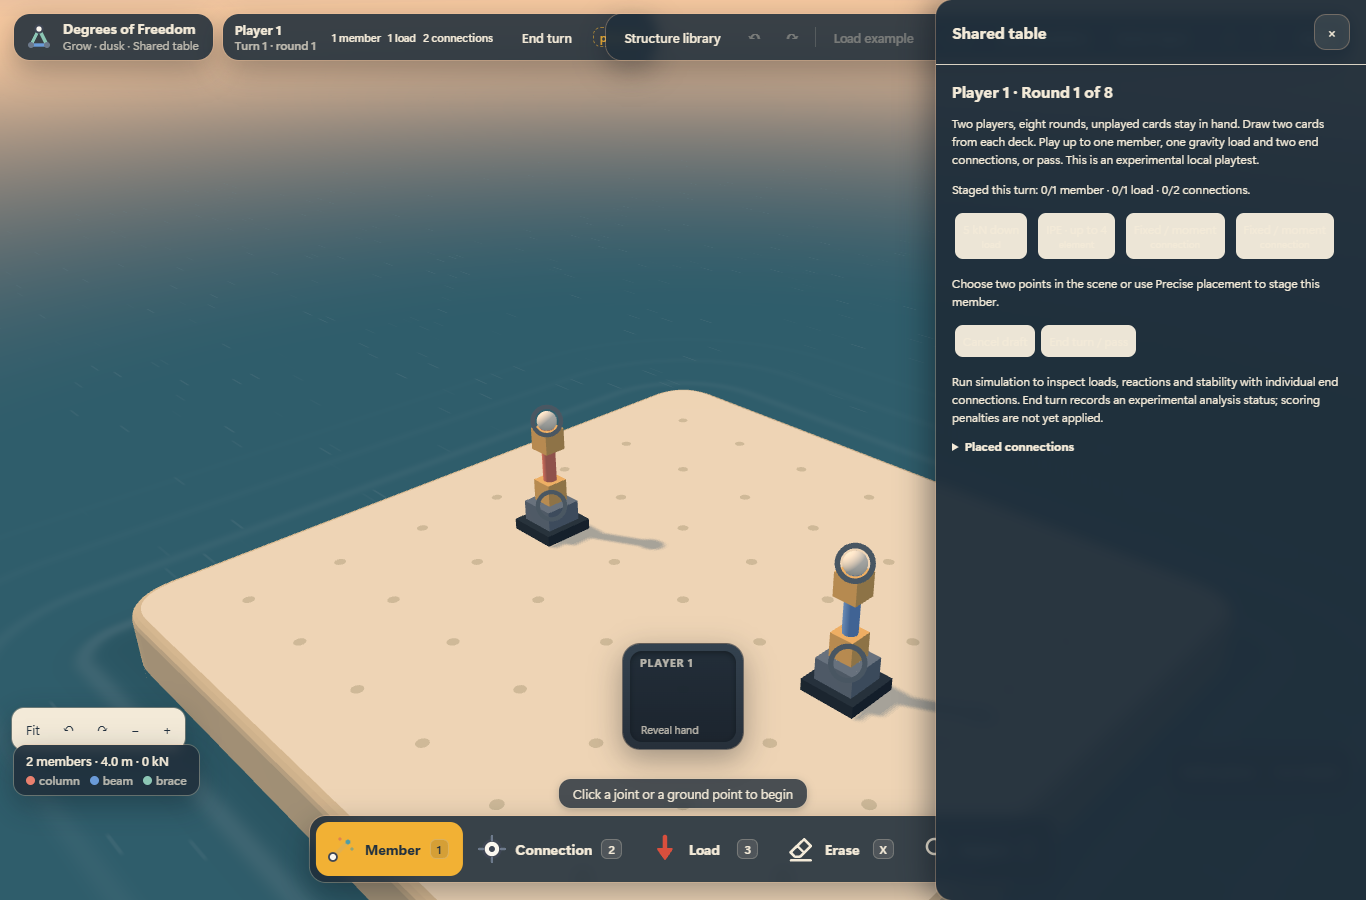 Degrees of Freedom
Grow · dusk · Shared table
Player 1
Turn 1 · round 1
1 member 1 load 2 connections
End turn
Structure library
Load example
Shared table
×
Player 1 · Round 1 of 8
Two players, eight rounds, unplayed cards stay in hand. Draw two cards
from each deck. Play up to one member, one gravity load and two end
connections, or pass. This is an experimental local playtest.
Staged this turn: 0/1 member · 0/1 load · 0/2 connections.
Choose two points in the scene or use Precise placement to stage this
member.
Run simulation to inspect loads, reactions and stability with individual end
connections. End turn records an experimental analysis status; scoring
penalties are not yet applied.
Placed connections
PLAYER 1
Reveal hand
Fit
−
+
2 members · 4.0 m · 0 kN
column beam brace
Click a joint or a ground point to begin
Member 1
Connection 2
Load 3
Erase X